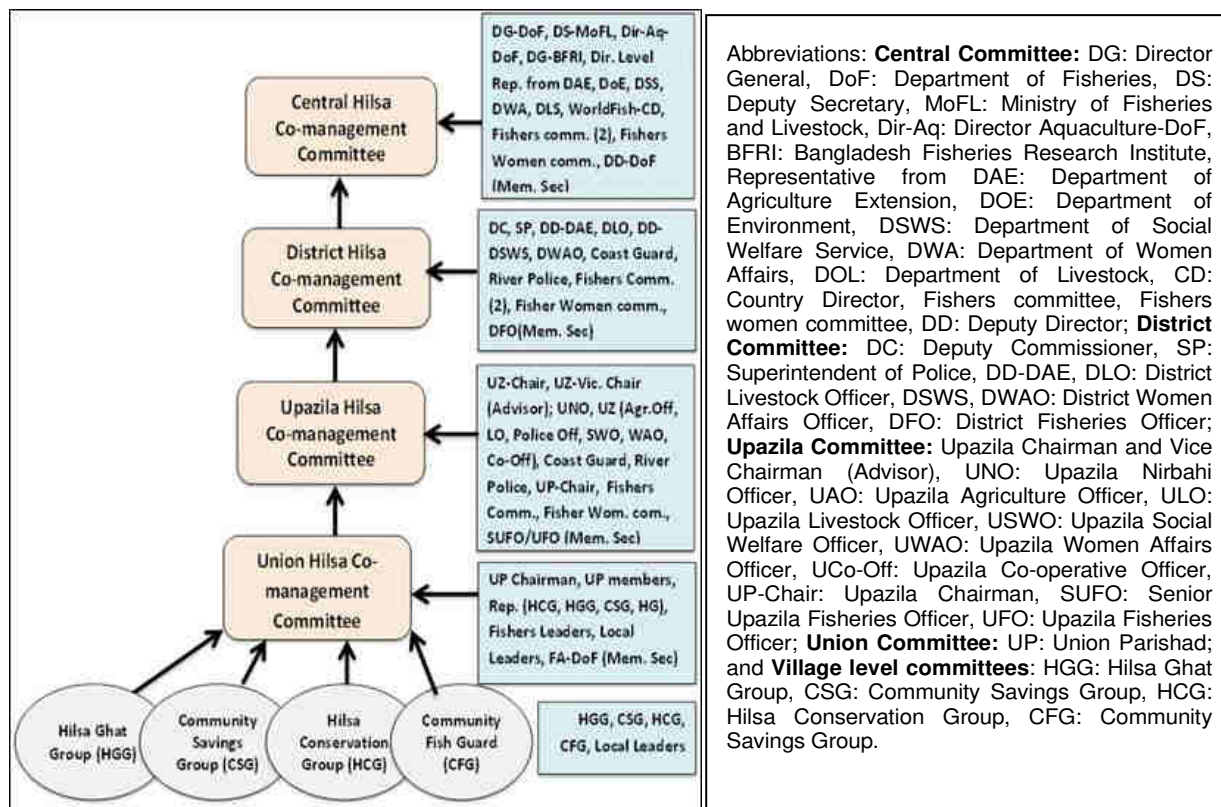 Central Hilsa
Co-management
Committee
DG-DoF, DS-MoFL, Dir-Aq-
DoF, DG-BFRI, Dir. Level
Rep. from DAE, DoE, DSS,
DWA, DLS, WorldFish-CD,
Fishers comm. (2), Fishers
Women comm., DD-DoF
(Mem. Sec)
District Hilsa
Co-management
Committee
DC, SP, DD-DAE, DLO, DD-
DSWS, DWAO, Coast Guard,
River Police, Fishers Comm.
(2), Fisher Women comm.,
DFO(Mem. Sec)
Upazila Hilsa
Co-management
Committee
UZ-Chair, UZ-Vic. Chair
(Advisor); UNO, UZ (Agr.Off,
LO, Police Off, SWO, WAO,
Co-Off), Coast Guard, River
Police, UP-Chair, Fishers
Comm., Fisher Wom. com.,
SUFO/UFO (Mem. Sec)
Union Hilsa Co-
management
Committee
UP Chairman, UP members,
Rep. (HCG, HGG, CSG, HG),
Fishers Leaders, Local
Leaders, FA-DoF (Mem. Sec)
Hilsa Ghat
Group (HGG)
Community
Savings
Group (CSG)
Hilsa
Conservation
Group (HCG)
Community
Fish Guard
(CFG)
HGG, CSG, HCG,
CFG, Local Leaders
Abbreviations: Central Committee: DG: Director
General, DoF: Department of Fisheries, DS:
Deputy Secretary, MoFL: Ministry of Fisheries
and Livestock, Dir-Aq: Director Aquaculture-DoF,
BFRI: Bangladesh Fisheries Research Institute,
Representative from DAE: Department of
Agriculture Extension, DOE: Department of
Environment, DSWS: Department of Social
Welfare Service, DWA: Department of Women
Affairs, DOL: Department of Livestock, CD:
Country Director, Fishers committee, Fishers
women committee, DD: Deputy Director; District
Committee: DC: Deputy Commissioner, SP:
Superintendent of Police, DD-DAE, DLO: District
Livestock Officer, DSWS, DWAO: District Women
Affairs Officer, DFO: District Fisheries Officer;
Upazila Committee: Upazila Chairman and Vice
Chairman (Advisor), UNO: Upazila Nirbahi
Officer, UAO: Upazila Agriculture Officer, ULO:
Upazila Livestock Officer, USWO: Upazila Social
Welfare Officer, UWAO: Upazila Women Affairs
Officer, UCo-Off: Upazila Co-operative Officer,
UP-Chair: Upazila Chairman, SUFO: Senior
Upazila Fisheries Officer, UFO: Upazila Fisheries
Officer; Union Committee: UP: Union Parishad;
and Village level committees: HGG: Hilsa Ghat
Group, CSG: Community Savings Group, HCG:
Hilsa Conservation Group, CFG: Community
Savings Group.